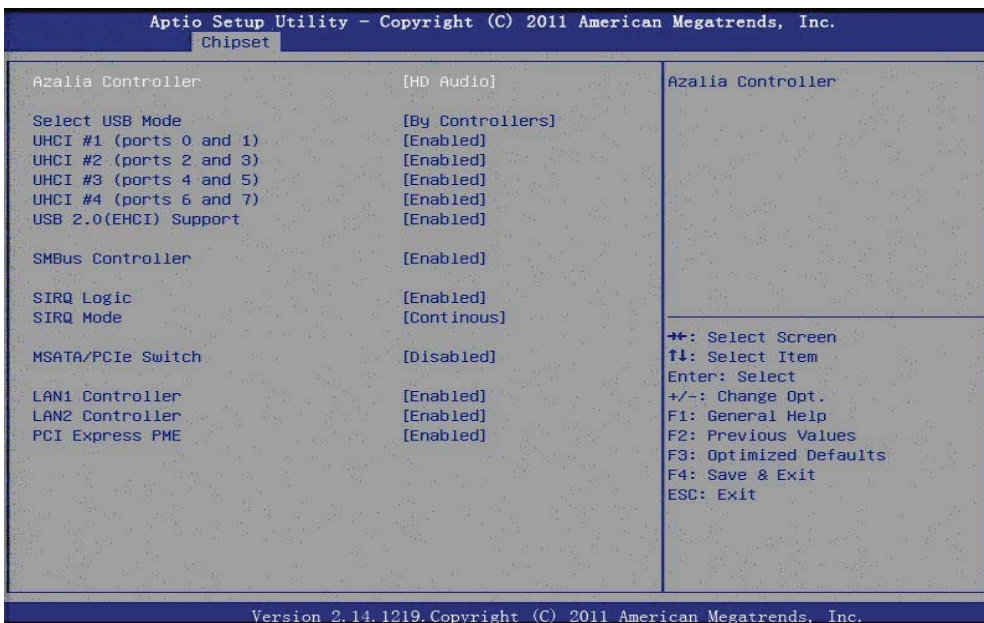 Aptio Setup Utility - Copyright (C) 2011 American Megatrends, Inc.
Chipset
Azalia Controller [HD Audio]
Select USB Mode [By Controllers]
UHCI #1 (ports 0 and 1) [Enabled]
UHCI #2 (ports 2 and 3) [Enabled]
UHCI #3 (ports 4 and 5) [Enabled]
UHCI #4 (ports 6 and 7) [Enabled]
USB 2.0(EHCI) Support [Enabled]
SMBus Controller [Enabled]
SIRQ Logic [Enabled]
SIRQ Mode [Continous]
MSATA/PCIe Switch [Disabled]
LAN1 Controller [Enabled]
LAN2 Controller [Enabled]
PCI Express PME [Enabled]
Azalia Controller
→←: Select Screen
↑↓: Select Item
Enter: Select
+/-: Change Opt.
F1: General Help
F2: Previous Values
F3: Optimized Defaults
F4: Save & Exit
ESC: Exit
Version 2.14.1219.Copyright (C) 2011 American Megatrends, Inc.